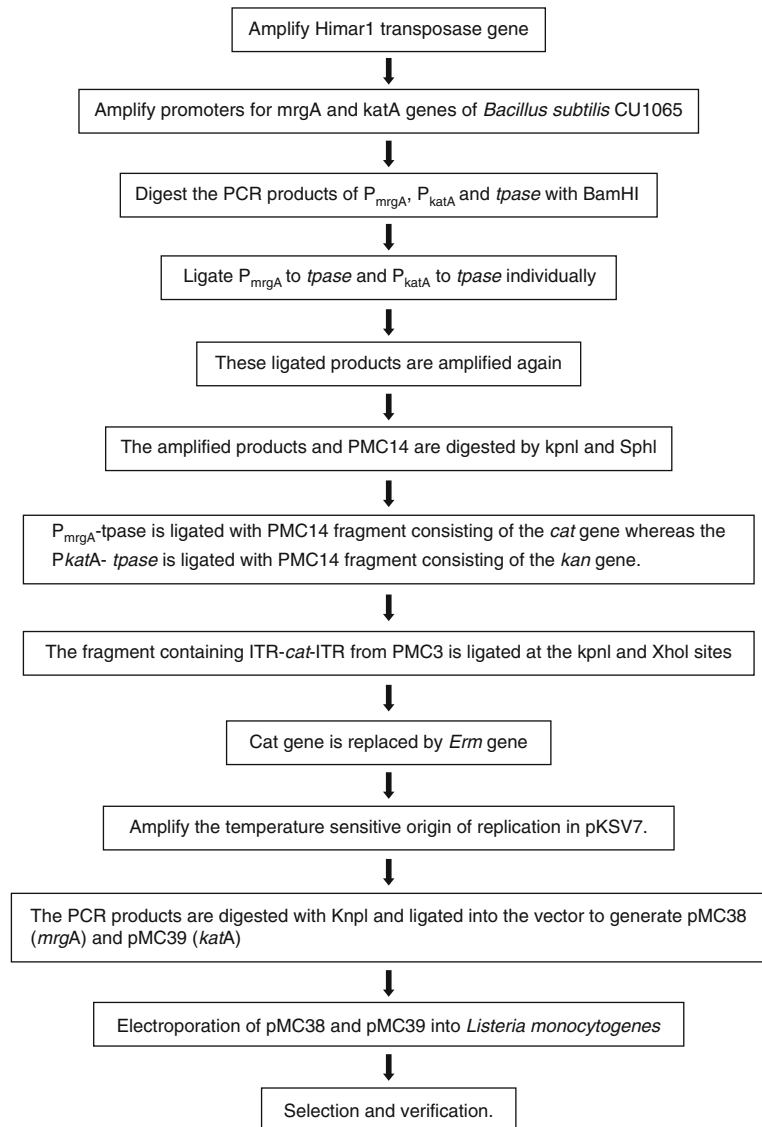 Amplify Himar1 transposase gene
Amplify promoters for mrgA and katA genes of Bacillus subtilis CU1065
Digest the PCR products of PmrgA, PkatA and tpase with BamHI
Ligate PmrgA to tpase and PkatA to tpase individually
These ligated products are amplified again
The amplified products and PMC14 are digested by kpnl and Sphl
PmrgA-tpase is ligated with PMC14 fragment consisting of the cat gene whereas the
PkatA- tpase is ligated with PMC14 fragment consisting of the kan gene.
The fragment containing ITR-cat-ITR from PMC3 is ligated at the kpnl and Xhol sites
Cat gene is replaced by Erm gene
Amplify the temperature sensitive origin of replication in pKSV7.
The PCR products are digested with Knpl and ligated into the vector to generate pMC38
(mrgA) and pMC39 (katA)
Electroporation of pMC38 and pMC39 into Listeria monocytogenes
Selection and verification.